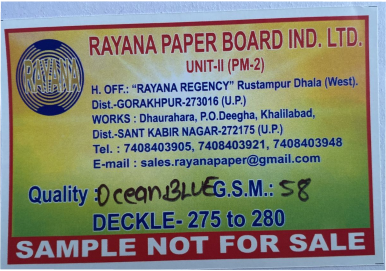 RAYANA
RAYANA PAPER BOARD IND. LTD.
UNIT-II (PM-2)
H. OFF.: "RAYANA REGENCY" Rustampur Dhala (West).
Dist.-GORAKHPUR-273016 (U.P.)
WORKS : Dhaurahara, P.O.Deegha, Khalilabad,
Dist-SANT KABIR NAGAR-272175 (U.P.)
Tel. : 7408403905, 7408403921, 7408403948
E-mail : sales.rayanapaper@gmail.com
Quality : Ocean BLUE G.S.M.: 58
DECKLE- 275 to 280
SAMPLE NOT FOR SALE